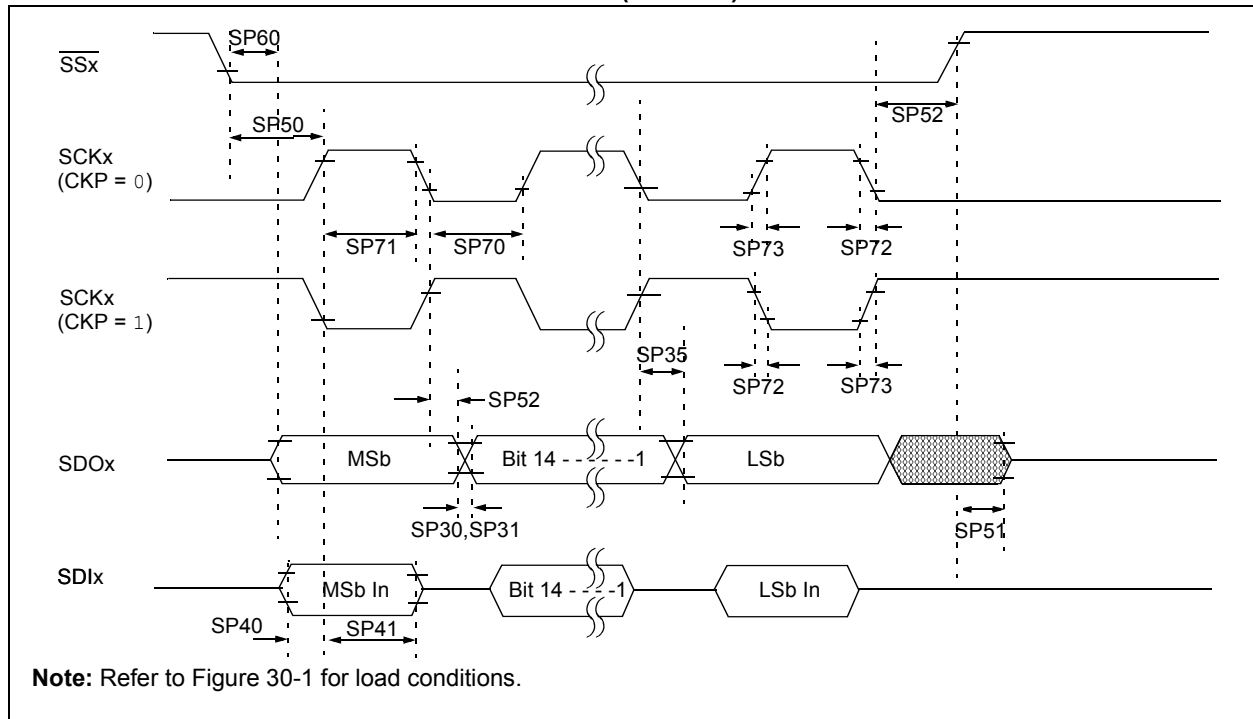 SP60
SSx
SP50
SP52
SCKx
(CKP = 0)
SP71
SP70
SP73
SP72
SCKx
(CKP = 1)
SP35
SP72
SP73
SP52
SDOx
MSb
Bit 14 - - - - - -1
LSb
SP30,SP31
SP51
SDIx
MSb In
Bit 14 - - - -1
LSb In
SP40
SP41
Note: Refer to Figure 30-1 for load conditions.